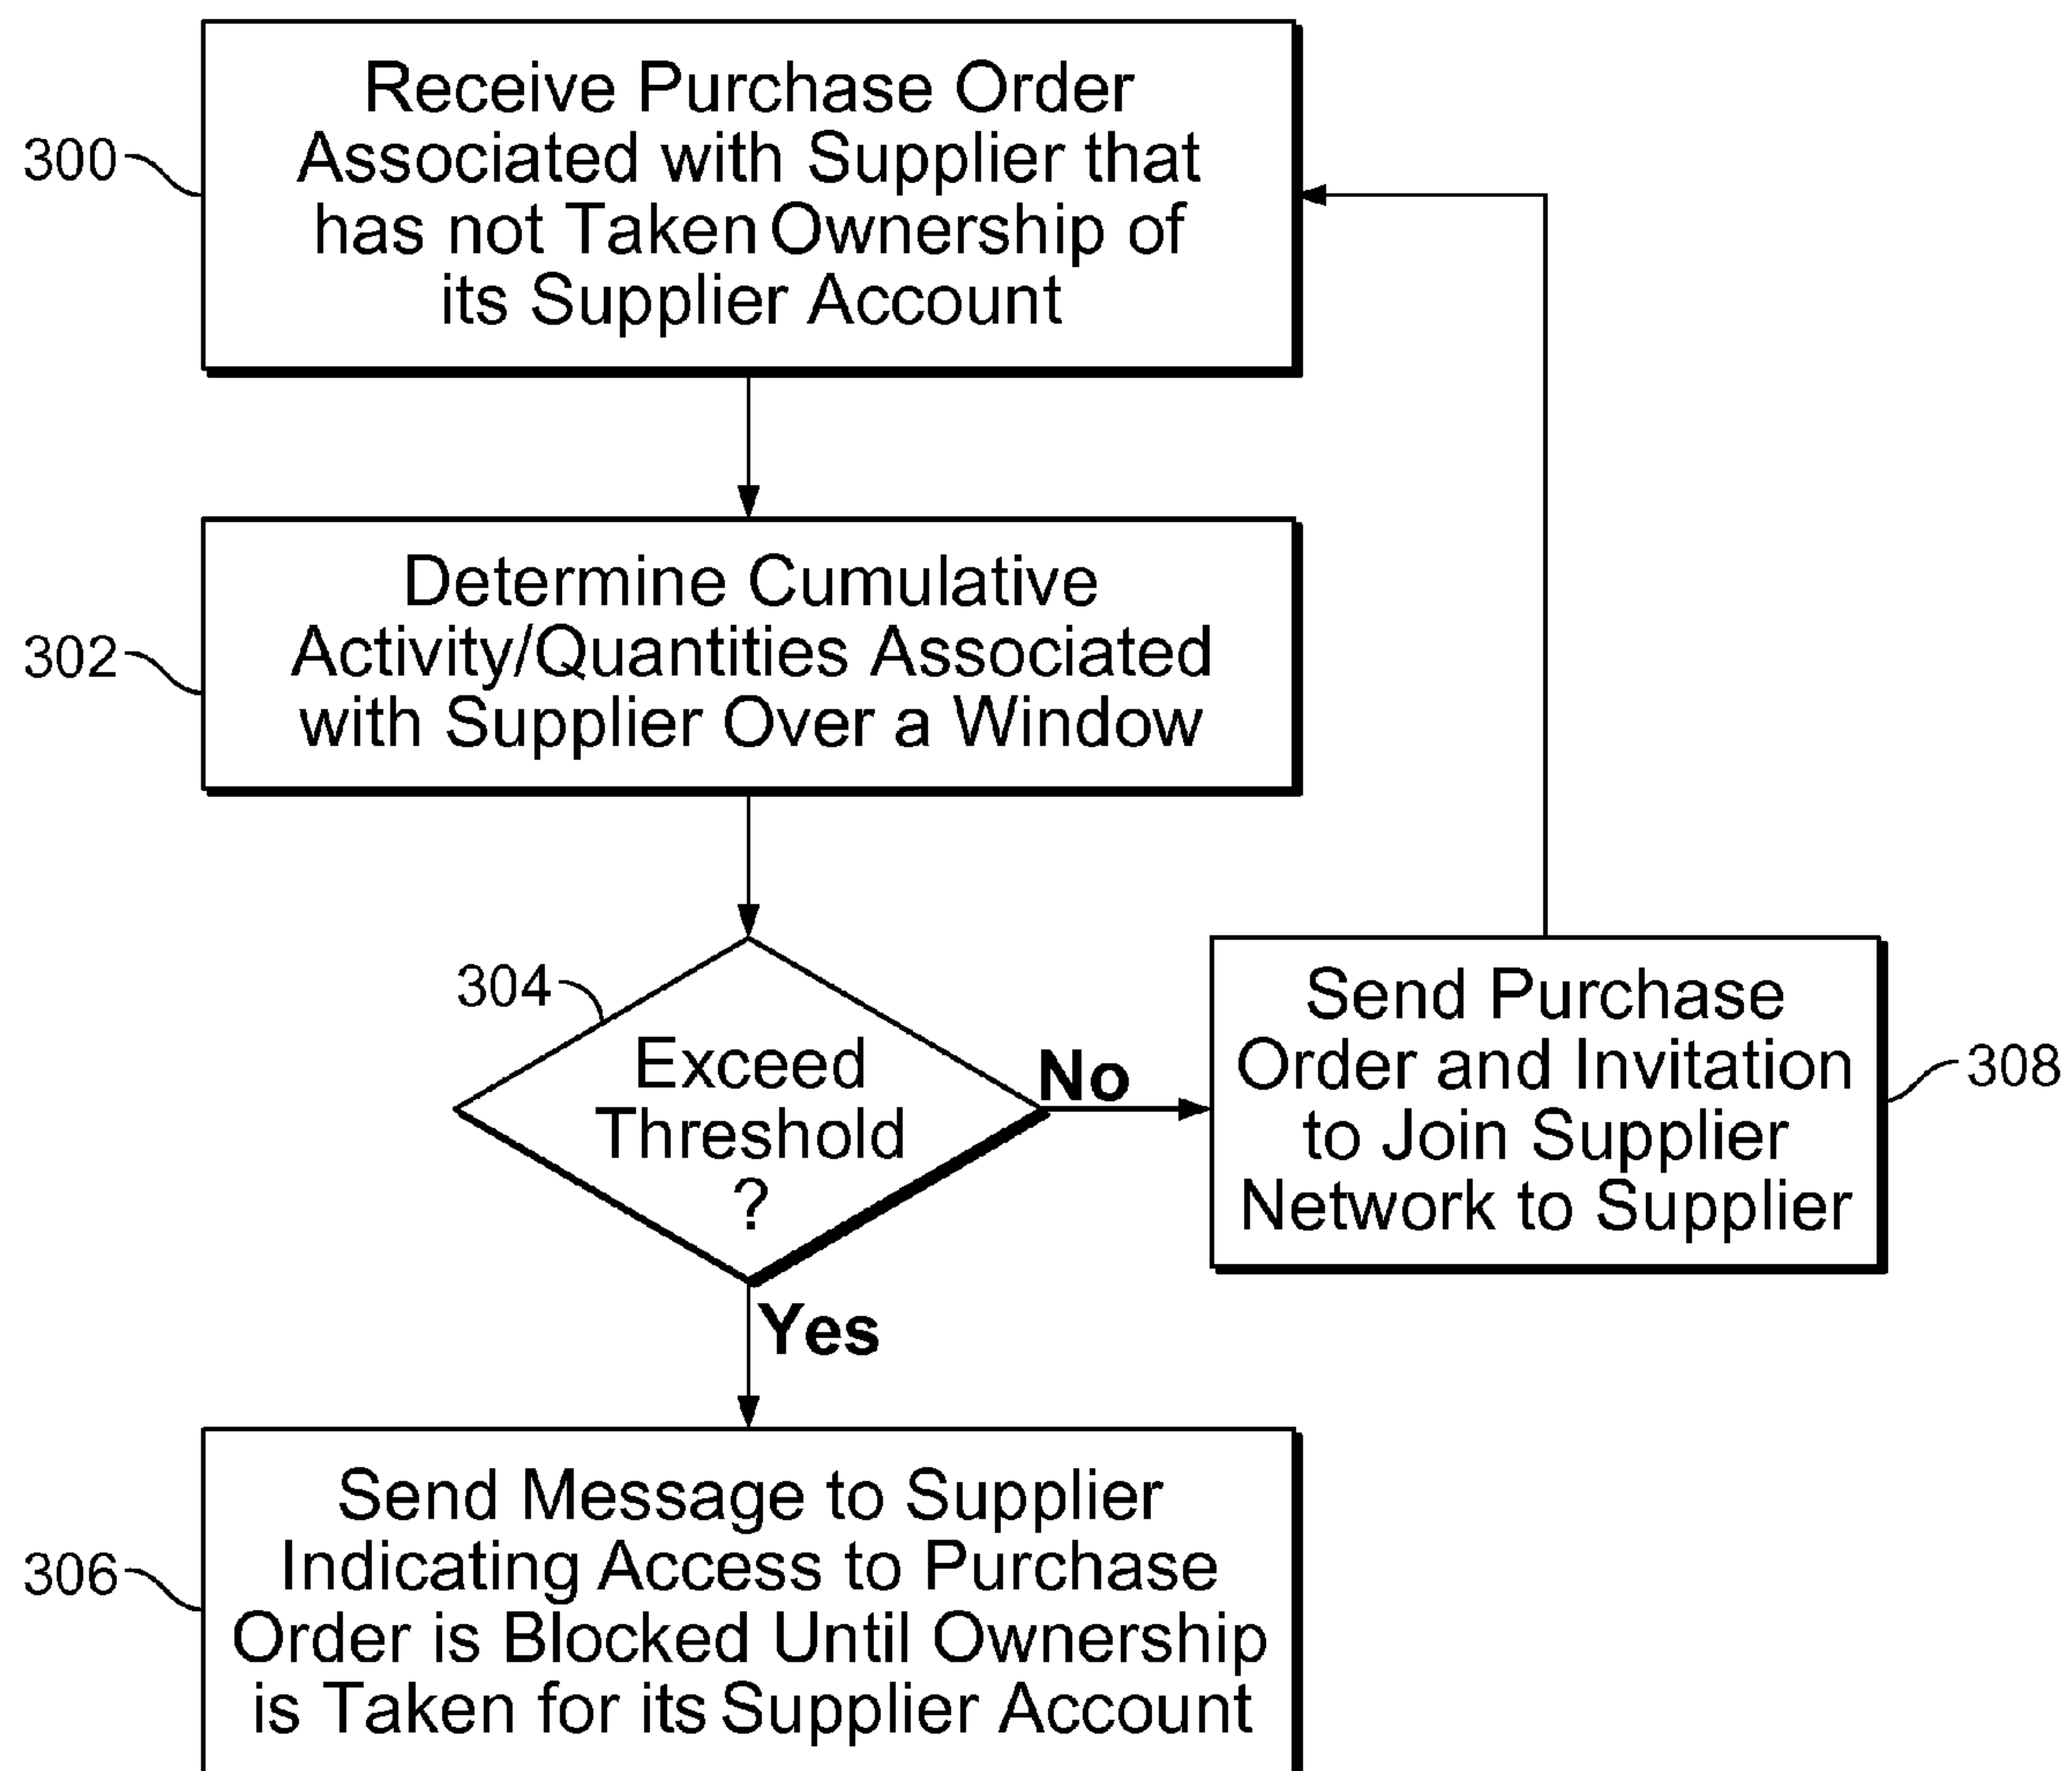 300
Receive Purchase Order
Associated with Supplier that
has not Taken Ownership of
its Supplier Account
302
Determine Cumulative
Activity/Quantities Associated
with Supplier Over a Window
304
Exceed
Threshold
?
No
Yes
Send Purchase
Order and Invitation
to Join Supplier
Network to Supplier
308
306
Send Message to Supplier
Indicating Access to Purchase
Order is Blocked Until Ownership
is Taken for its Supplier Account